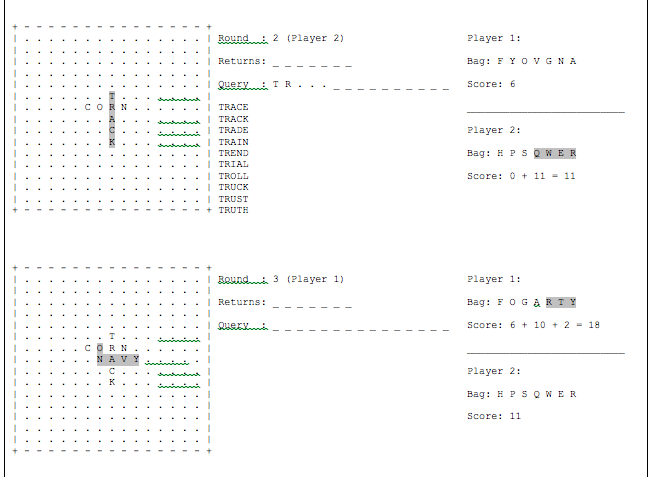 + - - - - - - - - - - - - - - - +
| . . . . . . . . . . . . . . . | Round  : 2 (Player 2) Player 1:
| . . . . . . . . . . . . . . . |
| . . . . . . . . . . . . . . . | Returns: _ _ _ _ _ _ _ Bag: F Y O V G N A
| . . . . . . . . . . . . . . . |
| . . . . . . . . . . . . . . . | Query  : T R . . . _ _ _ _ _ _ _ _ _ _ Score: 6
| . . . . . . . T . . . . . . . |
| . . . . . C O R N . . . . . . | TRACE
| . . . . . . . A . . . . . . . | TRACK
| . . . . . . . C . . . . . . . | TRADE Player 2:
| . . . . . . . K . . . . . . . | TRAIN
| . . . . . . . . . . . . . . . | TREND Bag: H P S Q W E R
| . . . . . . . . . . . . . . . | TRIAL
| . . . . . . . . . . . . . . . | TROLL Score: 0 + 11 = 11
| . . . . . . . . . . . . . . . | TRUCK
| . . . . . . . . . . . . . . . | TRUST
+ - - - - - - - - - - - - - - - + TRUTH
+ - - - - - - - - - - - - - - - +
| . . . . . . . . . . . . . . . | Round  : 3 (Player 1) Player 1:
| . . . . . . . . . . . . . . . |
| . . . . . . . . . . . . . . . | Returns: _ _ _ _ _ _ _ Bag: F O G A R T Y
| . . . . . . . . . . . . . . . |
| . . . . . . . . . . . . . . . | Query  : _ _ _ _ _ _ _ _ _ _ _ _ _ _ _ Score: 6 + 10 + 2 = 18
| . . . . . . . T . . . . . . . |
| . . . . . C O R N . . . . . . |
| . . . . . . N A V Y . . . . . |
| . . . . . . . C . . . . . . . | Player 2:
| . . . . . . . K . . . . . . . |
| . . . . . . . . . . . . . . . | Bag: H P S Q W E R
| . . . . . . . . . . . . . . . |
| . . . . . . . . . . . . . . . | Score: 11
| . . . . . . . . . . . . . . . |
| . . . . . . . . . . . . . . . |
+ - - - - - - - - - - - - - - - +